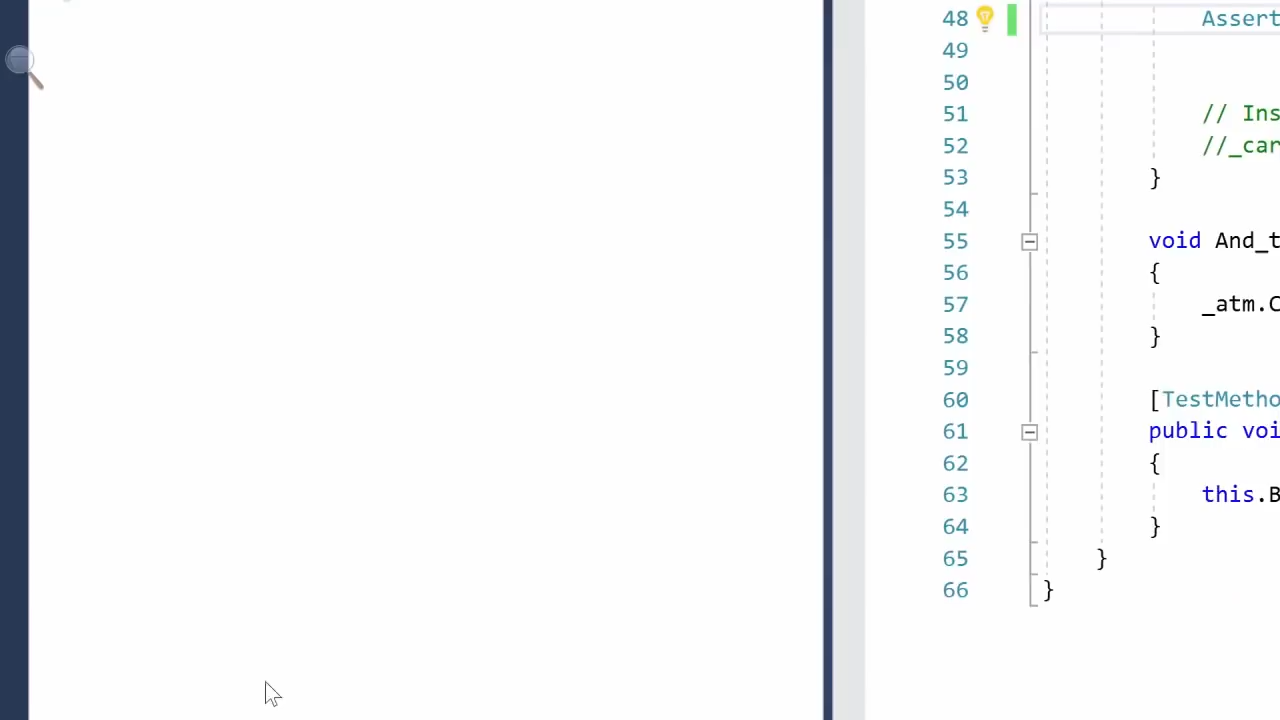 48 Assert
49
50
51 // Ins
52 //_car
53 }
54
55 void And_t
56 {
57 _atm.C
58 }
59
60 [TestMetho
61 public voi
62 {
63 this.B
64 }
65 }
66 }